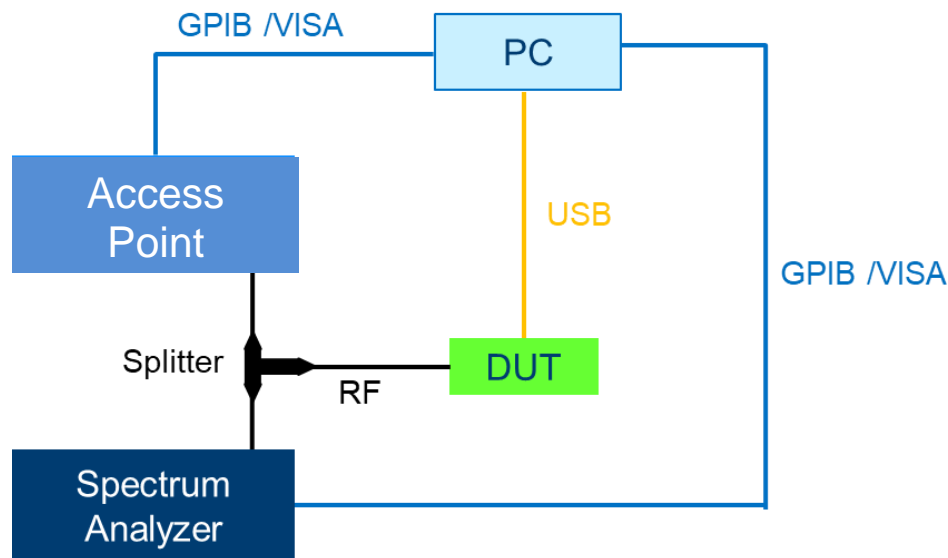 GPIB /VISA
PC
Access
Point
USB
GPIB /VISA
Splitter
RF
DUT
Spectrum
Analyzer